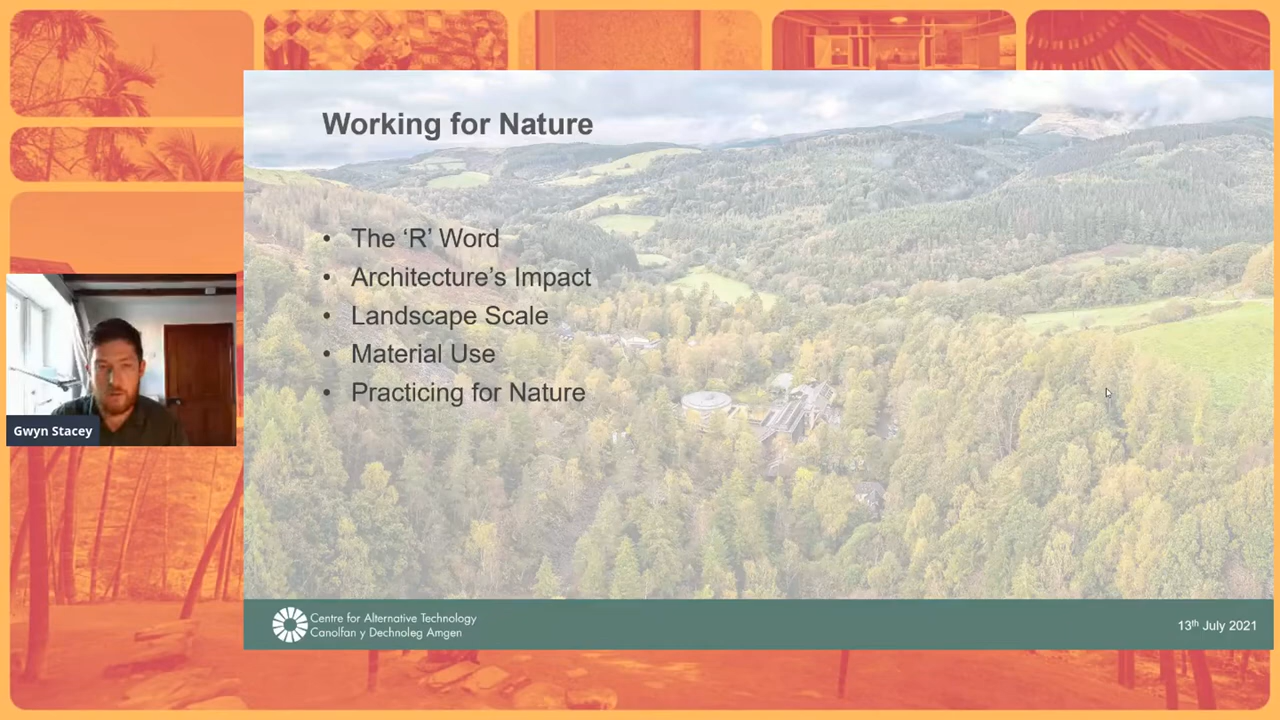 Working for Nature
• The ‘R’ Word
• Architecture’s Impact
• Landscape Scale
• Material Use
• Practicing for Nature
Gwyn Stacey
Centre for Alternative Technology
Canolfan y Dechnoleg Amgen
13th July 2021